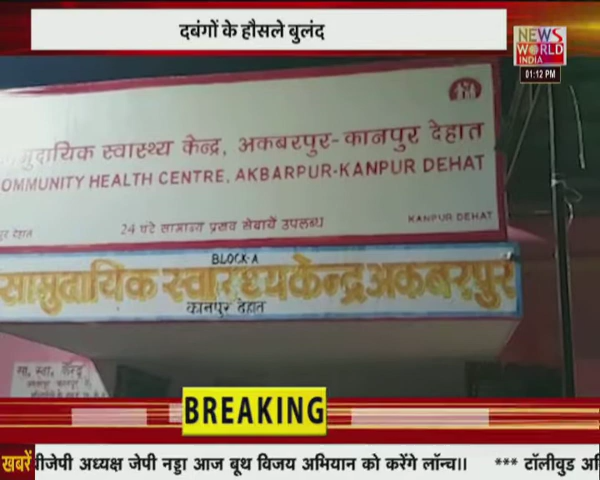 दबंगों के हौसले बुलंद
NEWS
WORLD
INDIA
01:12 PM
मुदायिक स्वास्थ्य केन्द्र, अकबरपुर-कानपुर देहात
OMMUNITY HEALTH CENTRE, AKBARPUR-KANPUR DEHAT
पुर देहात 24 घंटे सामान्य प्रसव सेवायें उपलब्ध KANPUR DEHAT
BLOCK-A
सामुदायिक स्वास्थ्य केन्द्र अकबरपुर
कानपुर देहात
सा. स्वा. केन्द्र
BREAKING
खबरें बीजेपी अध्यक्ष जेपी नड्डा आज बूथ विजय अभियान को करेंगे लॉन्च।। *** टॉलीवुड अ